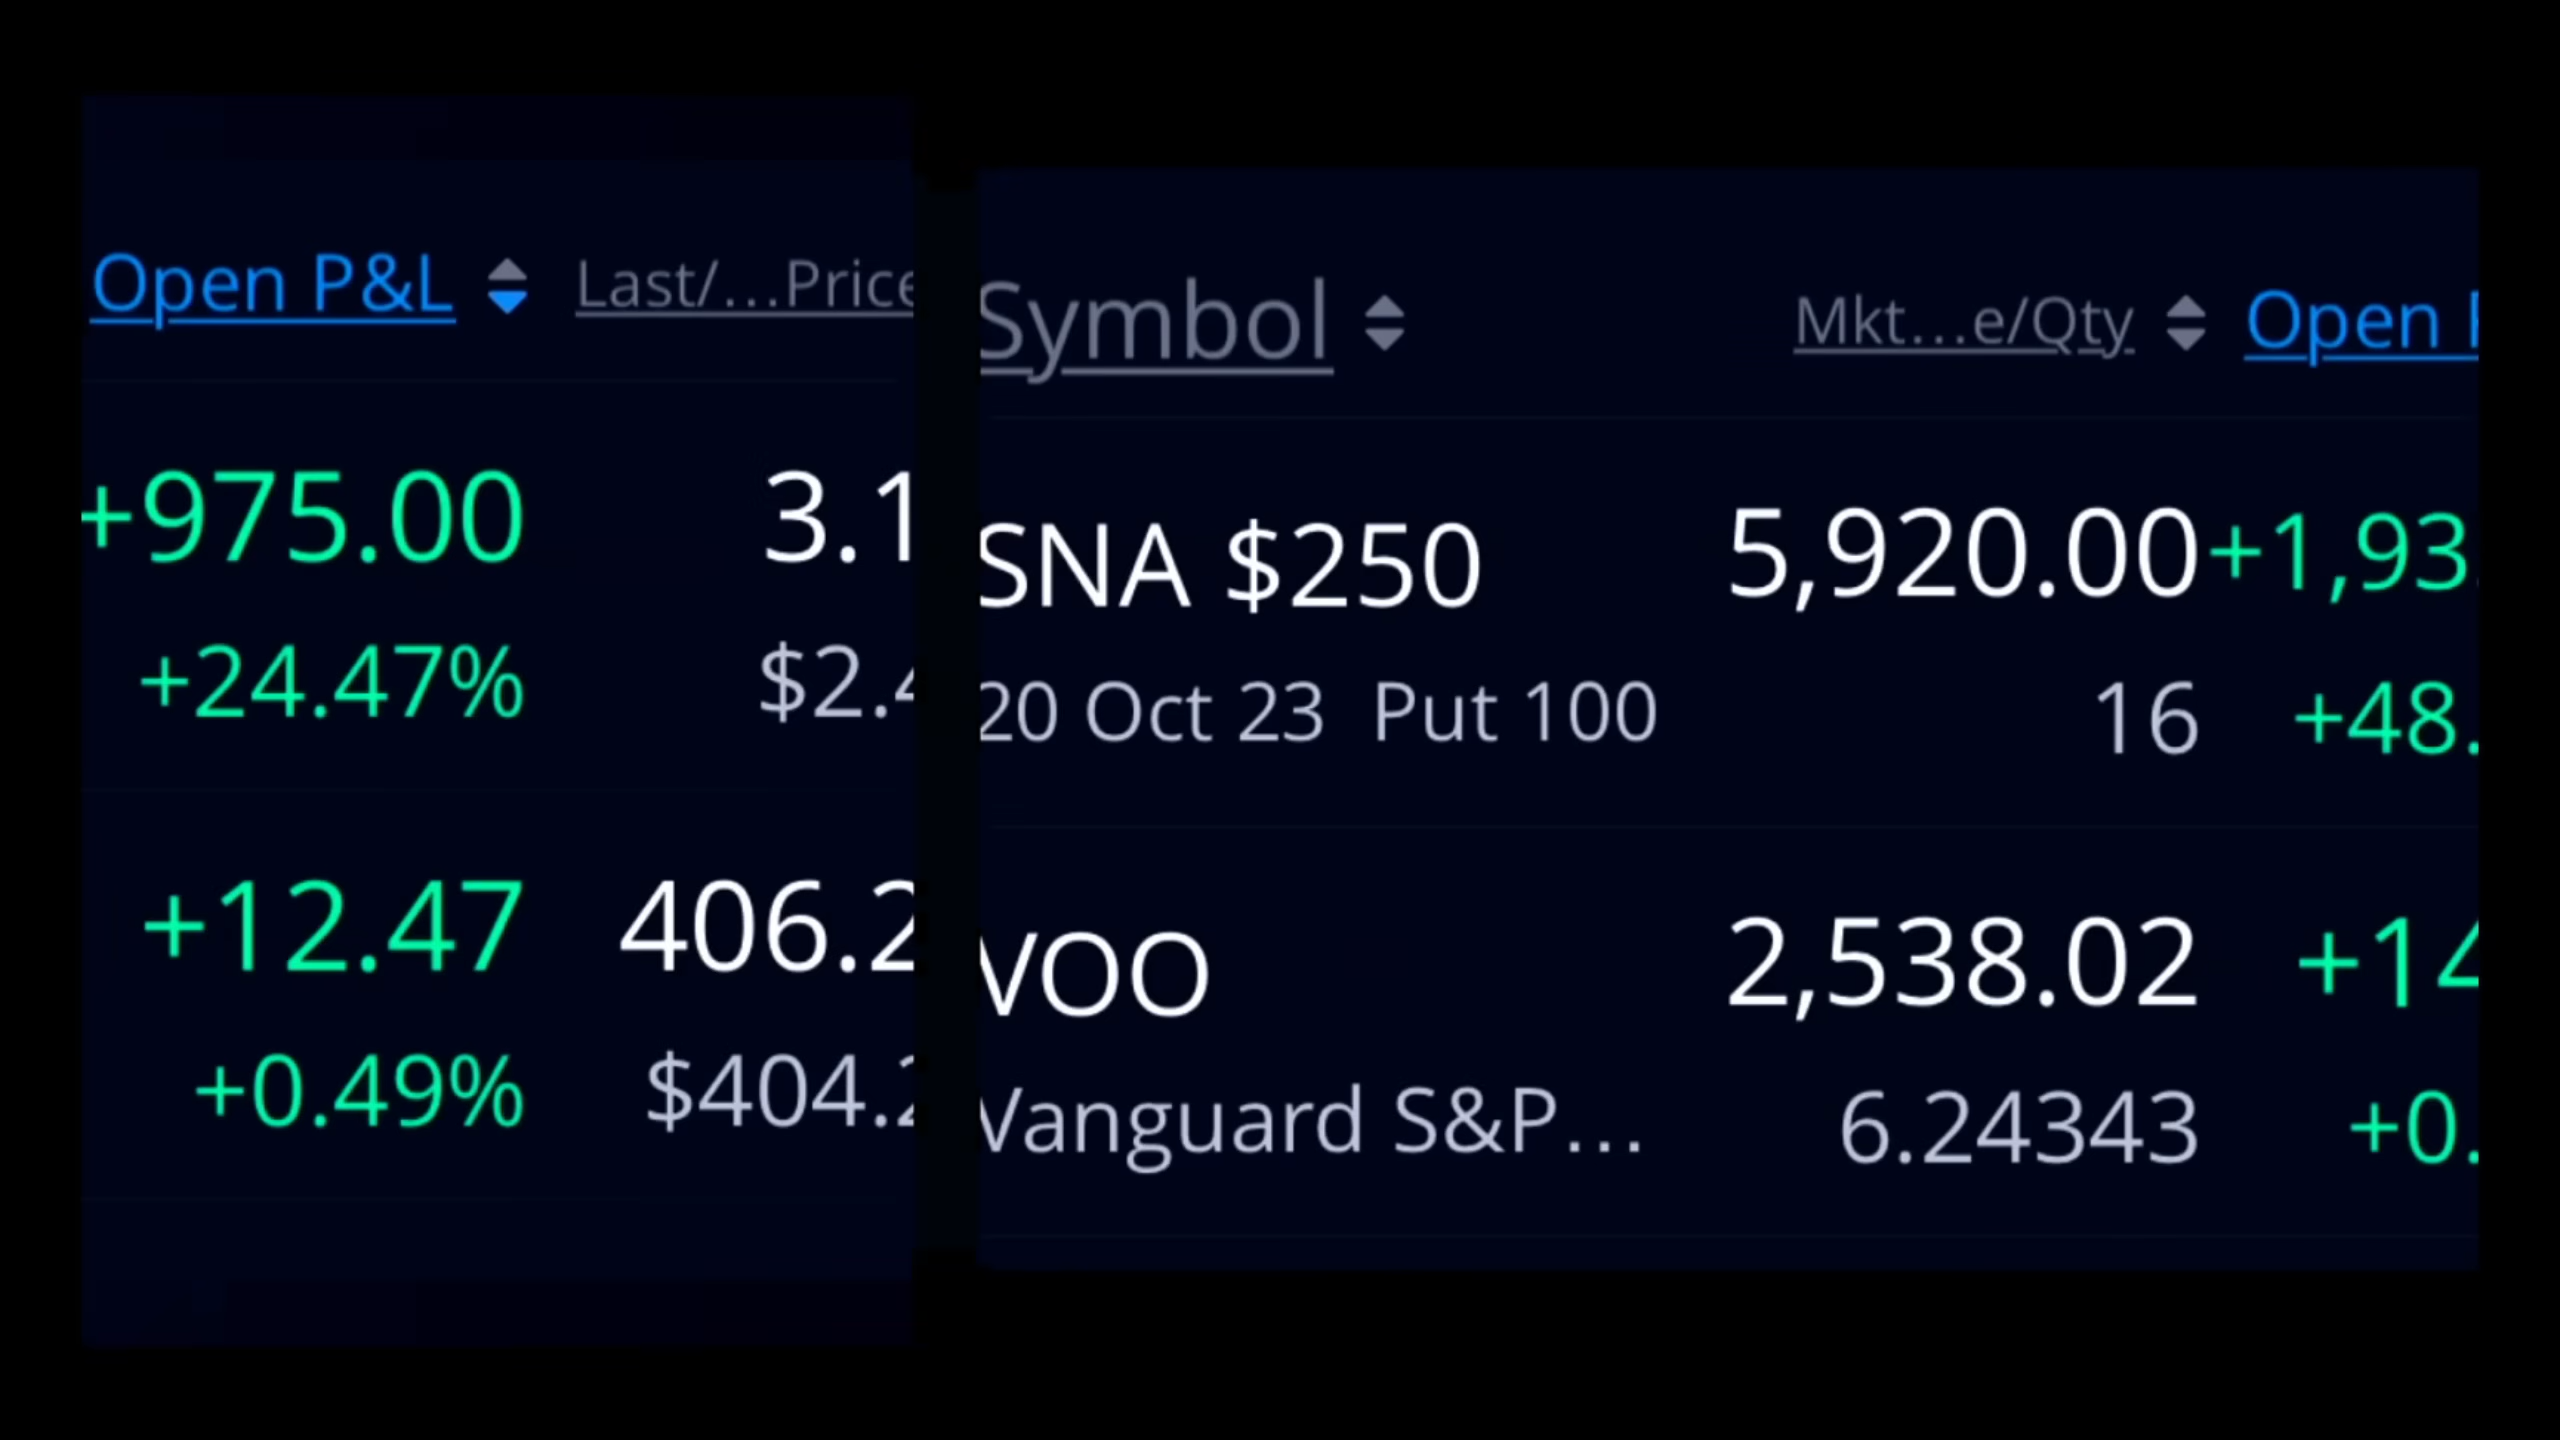 Open P&L Last/...Price
+975.00 3.1
+24.47% $2.4
+12.47 406.2
+0.49% $404.2
Symbol Mkt...e/Qty Open P
SNA $250 5,920.00 +1,93.
20 Oct 23 Put 100 16 +48.
VOO 2,538.02 +14
Vanguard S&P... 6.24343 +0.